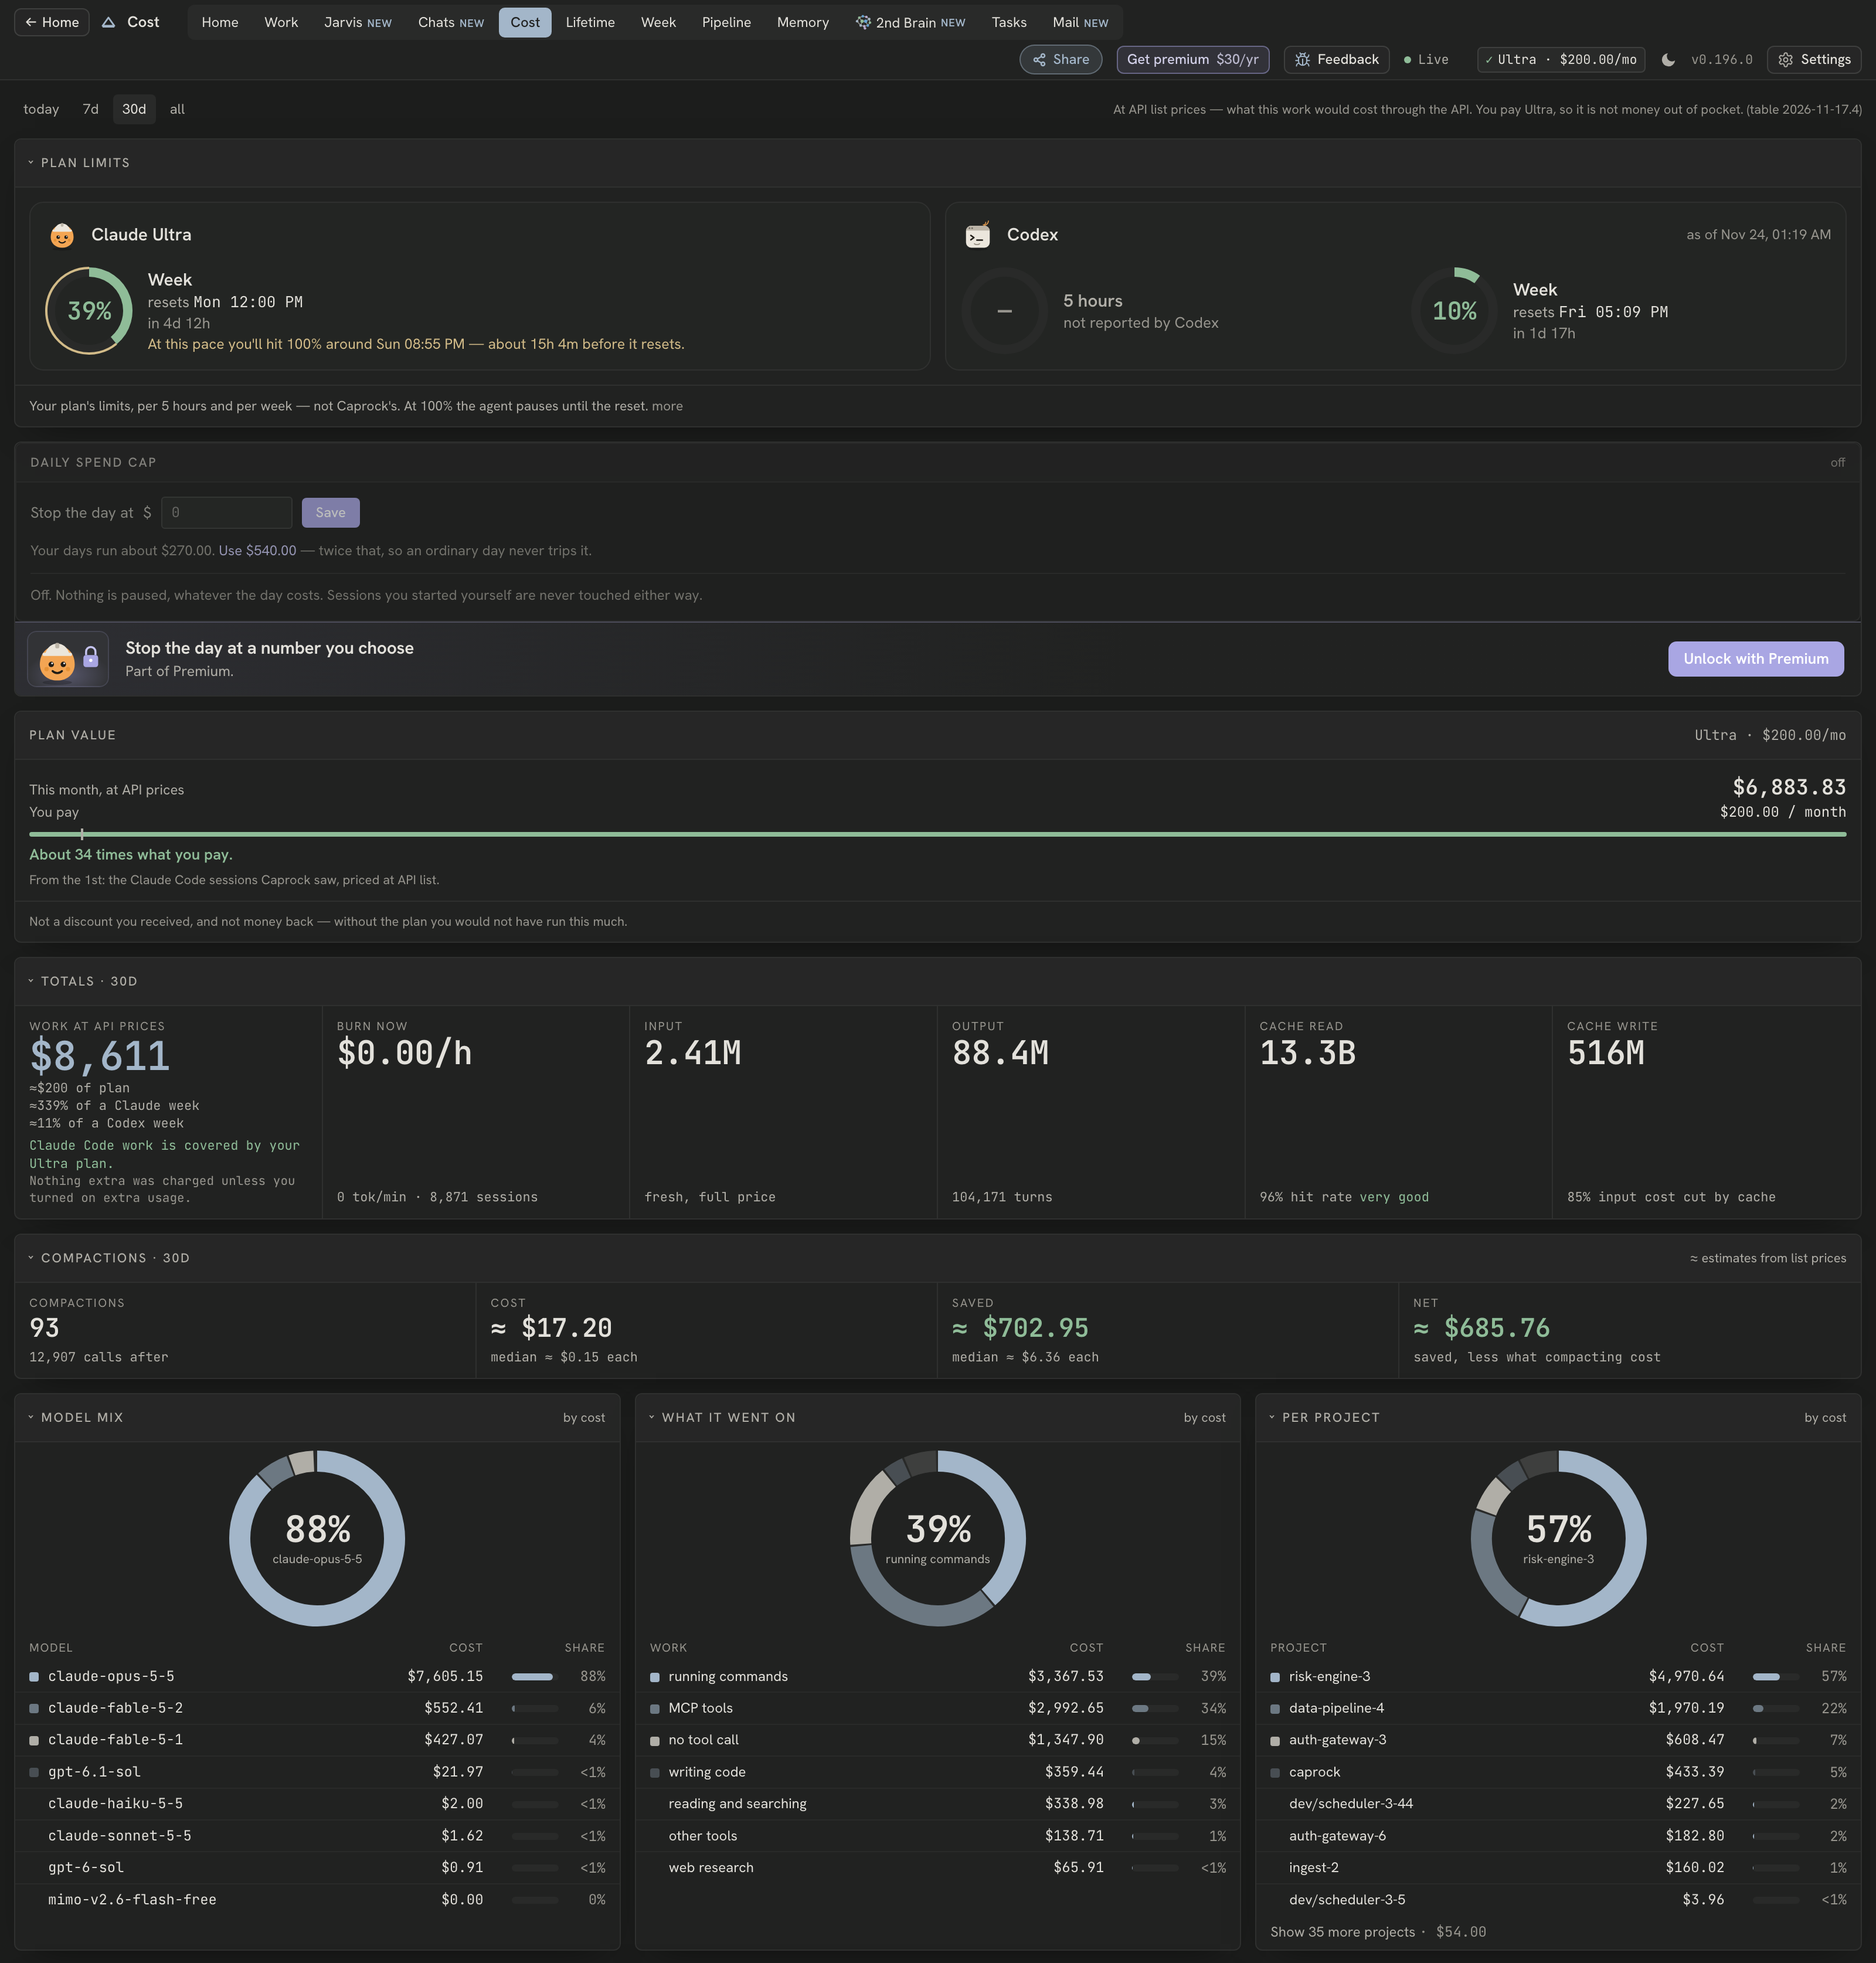 ← Home
Cost
Home
Work
Jarvis NEW
Chats NEW
Cost
Lifetime
Week
Pipeline
Memory
2nd Brain NEW
Tasks
Mail NEW
Share
Get premium $30/yr
Feedback
Live
✓ Ultra · $200.00/mo
v0.196.0
Settings
today
7d
30d
all
At API list prices — what this work would cost through the API. You pay Ultra, so it is not money out of pocket. (table 2026-11-17.4)
PLAN LIMITS
Claude Ultra
39%
Week
resets Mon 12:00 PM
in 4d 12h
At this pace you'll hit 100% around Sun 08:55 PM — about 15h 4m before it resets.
Codex
as of Nov 24, 01:19 AM
—
5 hours
not reported by Codex
10%
Week
resets Fri 05:09 PM
in 1d 17h
Your plan's limits, per 5 hours and per week — not Caprock's. At 100% the agent pauses until the reset. more
DAILY SPEND CAP
off
Stop the day at $ 0 Save
Your days run about $270.00. Use $540.00 — twice that, so an ordinary day never trips it.
Off. Nothing is paused, whatever the day costs. Sessions you started yourself are never touched either way.
Stop the day at a number you choose
Part of Premium.
Unlock with Premium
PLAN VALUE
Ultra · $200.00/mo
This month, at API prices
$6,883.83
You pay
$200.00 / month
About 34 times what you pay.
From the 1st: the Claude Code sessions Caprock saw, priced at API list.
Not a discount you received, and not money back — without the plan you would not have run this much.
TOTALS · 30D
WORK AT API PRICES
$8,611
≈$200 of plan
≈339% of a Claude week
≈11% of a Codex week
Claude Code work is covered by your
Ultra plan.
Nothing extra was charged unless you
turned on extra usage.
BURN NOW
$0.00/h
0 tok/min · 8,871 sessions
INPUT
2.41M
fresh, full price
OUTPUT
88.4M
104,171 turns
CACHE READ
13.3B
96% hit rate very good
CACHE WRITE
516M
85% input cost cut by cache
COMPACTIONS · 30D
≈ estimates from list prices
COMPACTIONS
93
12,907 calls after
COST
≈ $17.20
median ≈ $0.15 each
SAVED
≈ $702.95
median ≈ $6.36 each
NET
≈ $685.76
saved, less what compacting cost
MODEL MIX
by cost
88%
claude-opus-5-5
MODEL COST SHARE
claude-opus-5-5 $7,605.15 88%
claude-fable-5-2 $552.41 6%
claude-fable-5-1 $427.07 4%
gpt-6.1-sol $21.97 <1%
claude-haiku-5-5 $2.00 <1%
claude-sonnet-5-5 $1.62 <1%
gpt-6-sol $0.91 <1%
mimo-v2.6-flash-free $0.00 0%
WHAT IT WENT ON
by cost
39%
running commands
WORK COST SHARE
running commands $3,367.53 39%
MCP tools $2,992.65 34%
no tool call $1,347.90 15%
writing code $359.44 4%
reading and searching $338.98 3%
other tools $138.71 1%
web research $65.91 <1%
PER PROJECT
by cost
57%
risk-engine-3
PROJECT COST SHARE
risk-engine-3 $4,970.64 57%
data-pipeline-4 $1,970.19 22%
auth-gateway-3 $608.47 7%
caprock $433.39 5%
dev/scheduler-3-44 $227.65 2%
auth-gateway-6 $182.80 2%
ingest-2 $160.02 1%
dev/scheduler-3-5 $3.96 <1%
Show 35 more projects · $54.00